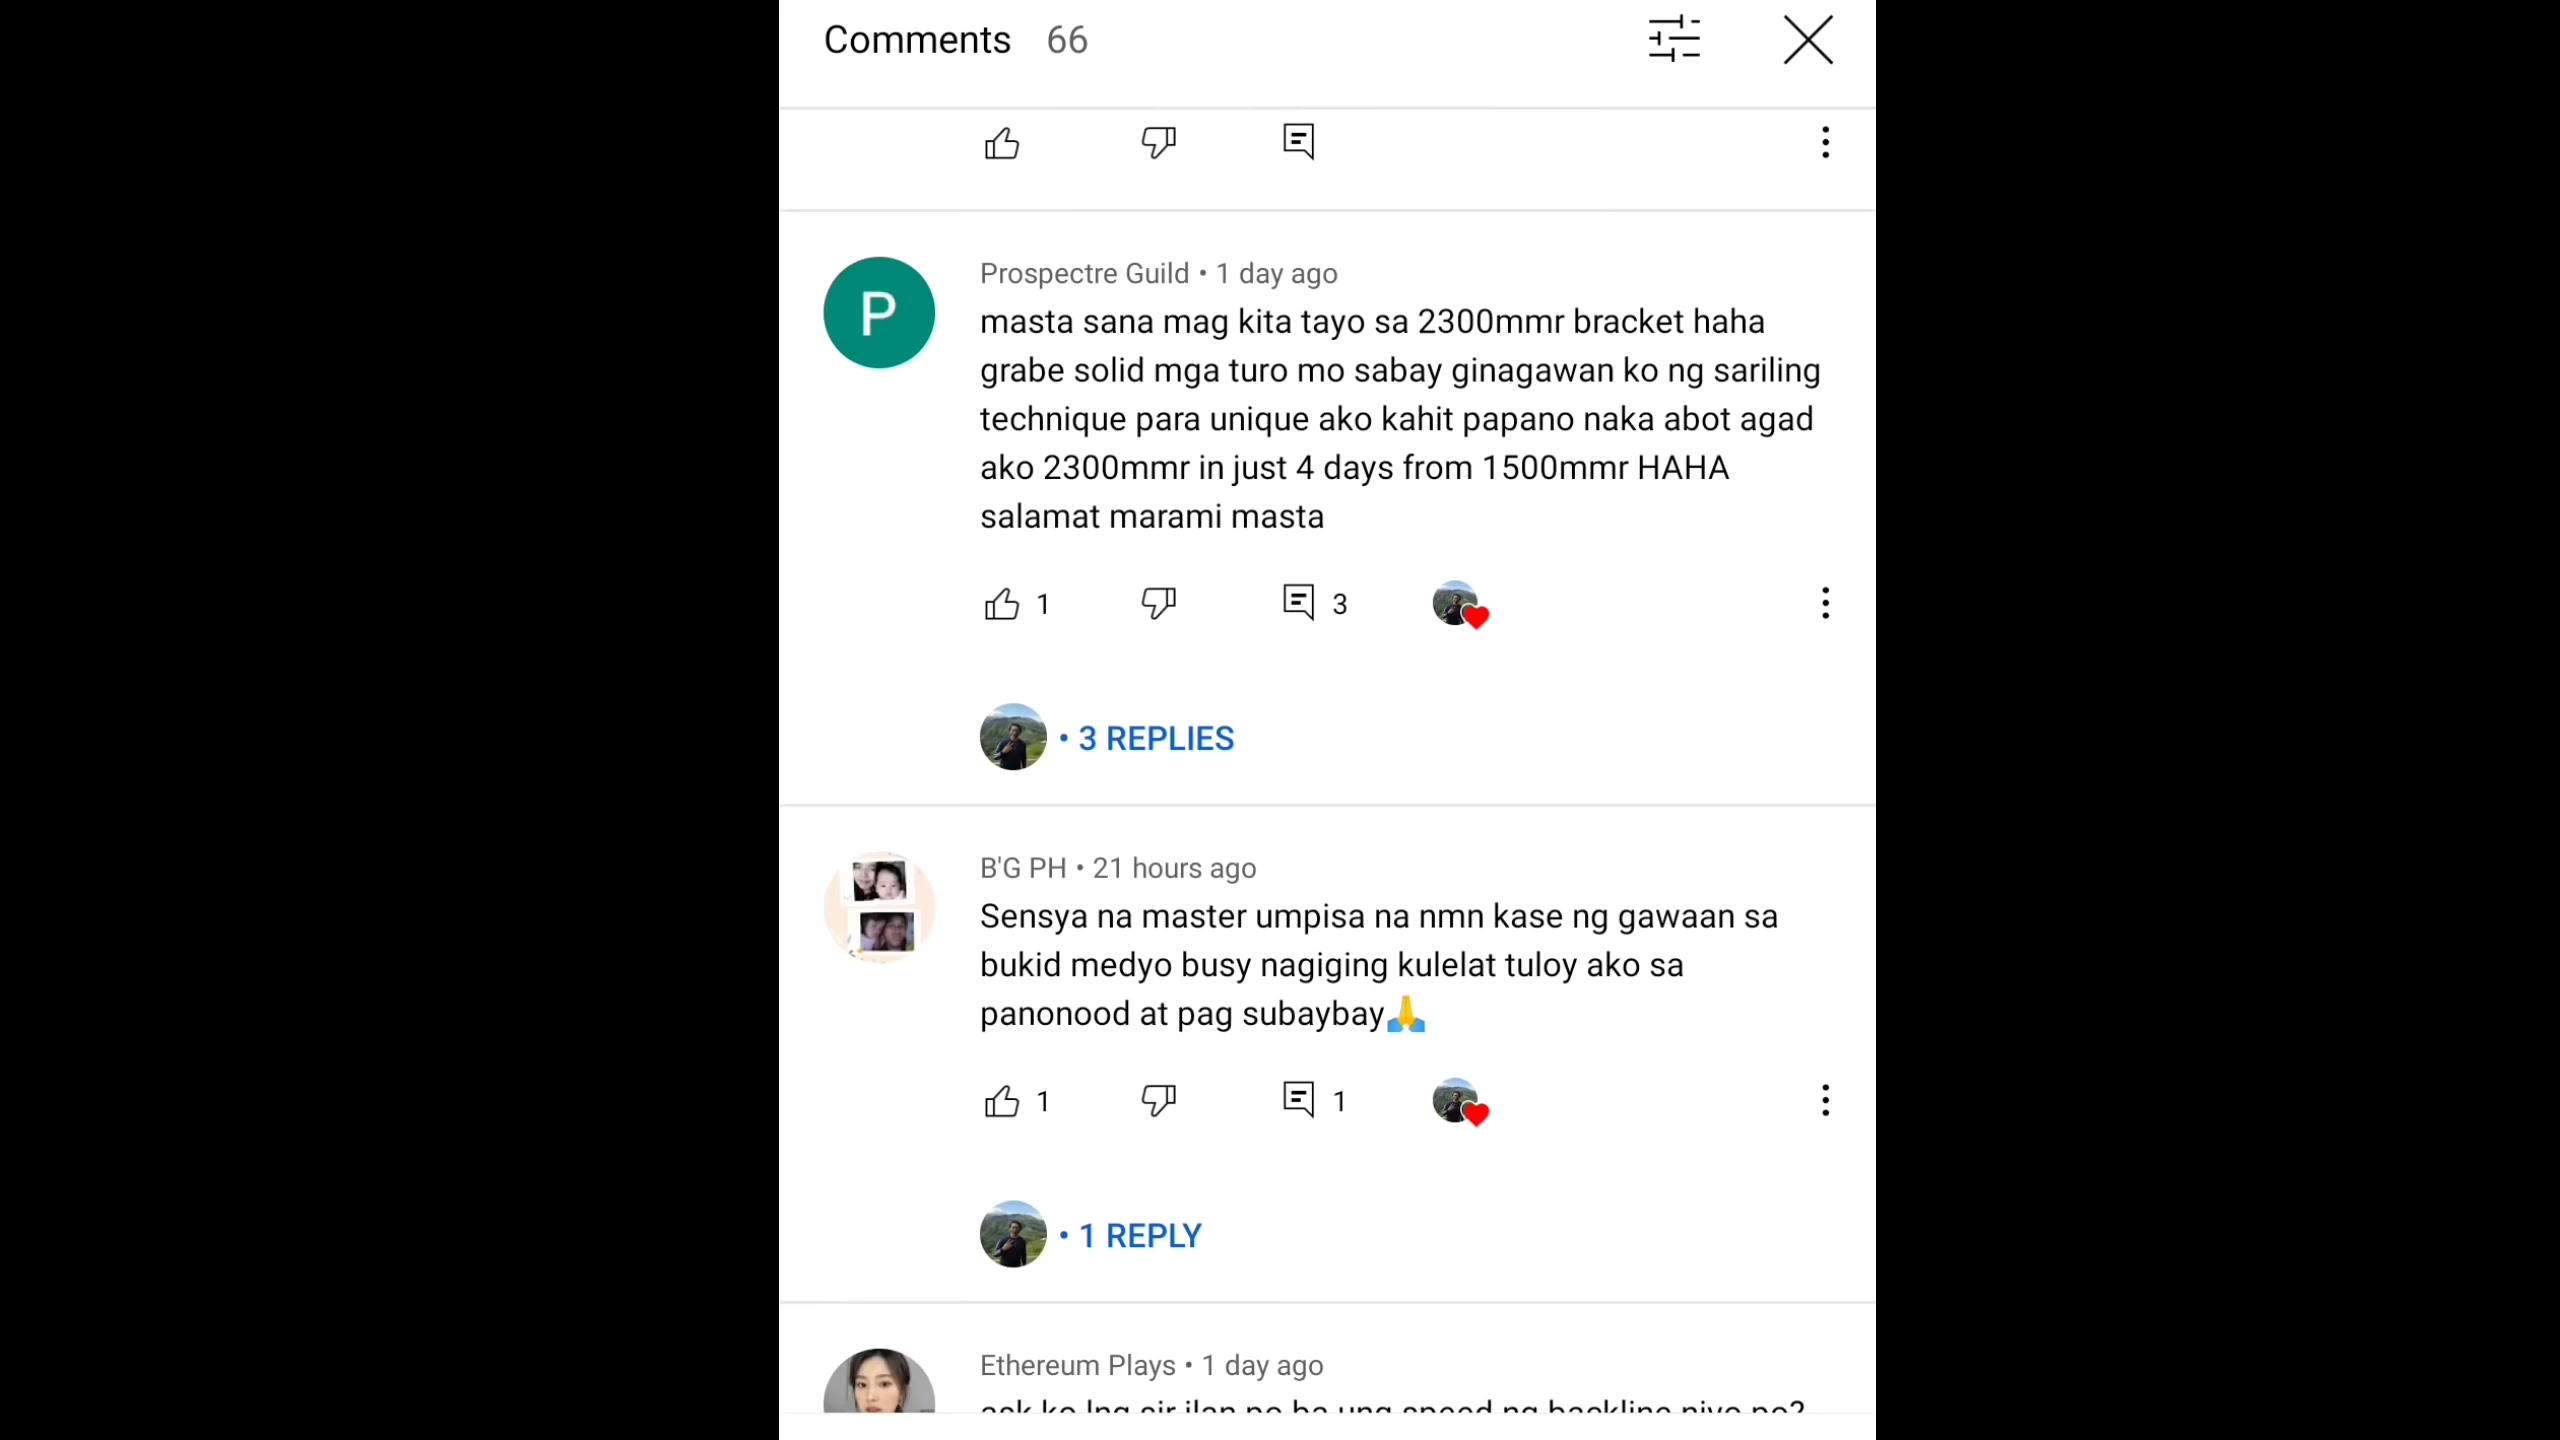 Comments 66
P
Prospectre Guild • 1 day ago
masta sana mag kita tayo sa 2300mmr bracket haha
grabe solid mga turo mo sabay ginagawan ko ng sariling
technique para unique ako kahit papano naka abot agad
ako 2300mmr in just 4 days from 1500mmr HAHA
salamat marami masta
1 3
• 3 REPLIES
B'G PH • 21 hours ago
Sensya na master umpisa na nmn kase ng gawaan sa
bukid medyo busy nagiging kulelat tuloy ako sa
panonood at pag subaybay🙏
1 1
• 1 REPLY
Ethereum Plays • 1 day ago
ask ko lng sir ilan po ba ung speed ng backline niyo po?